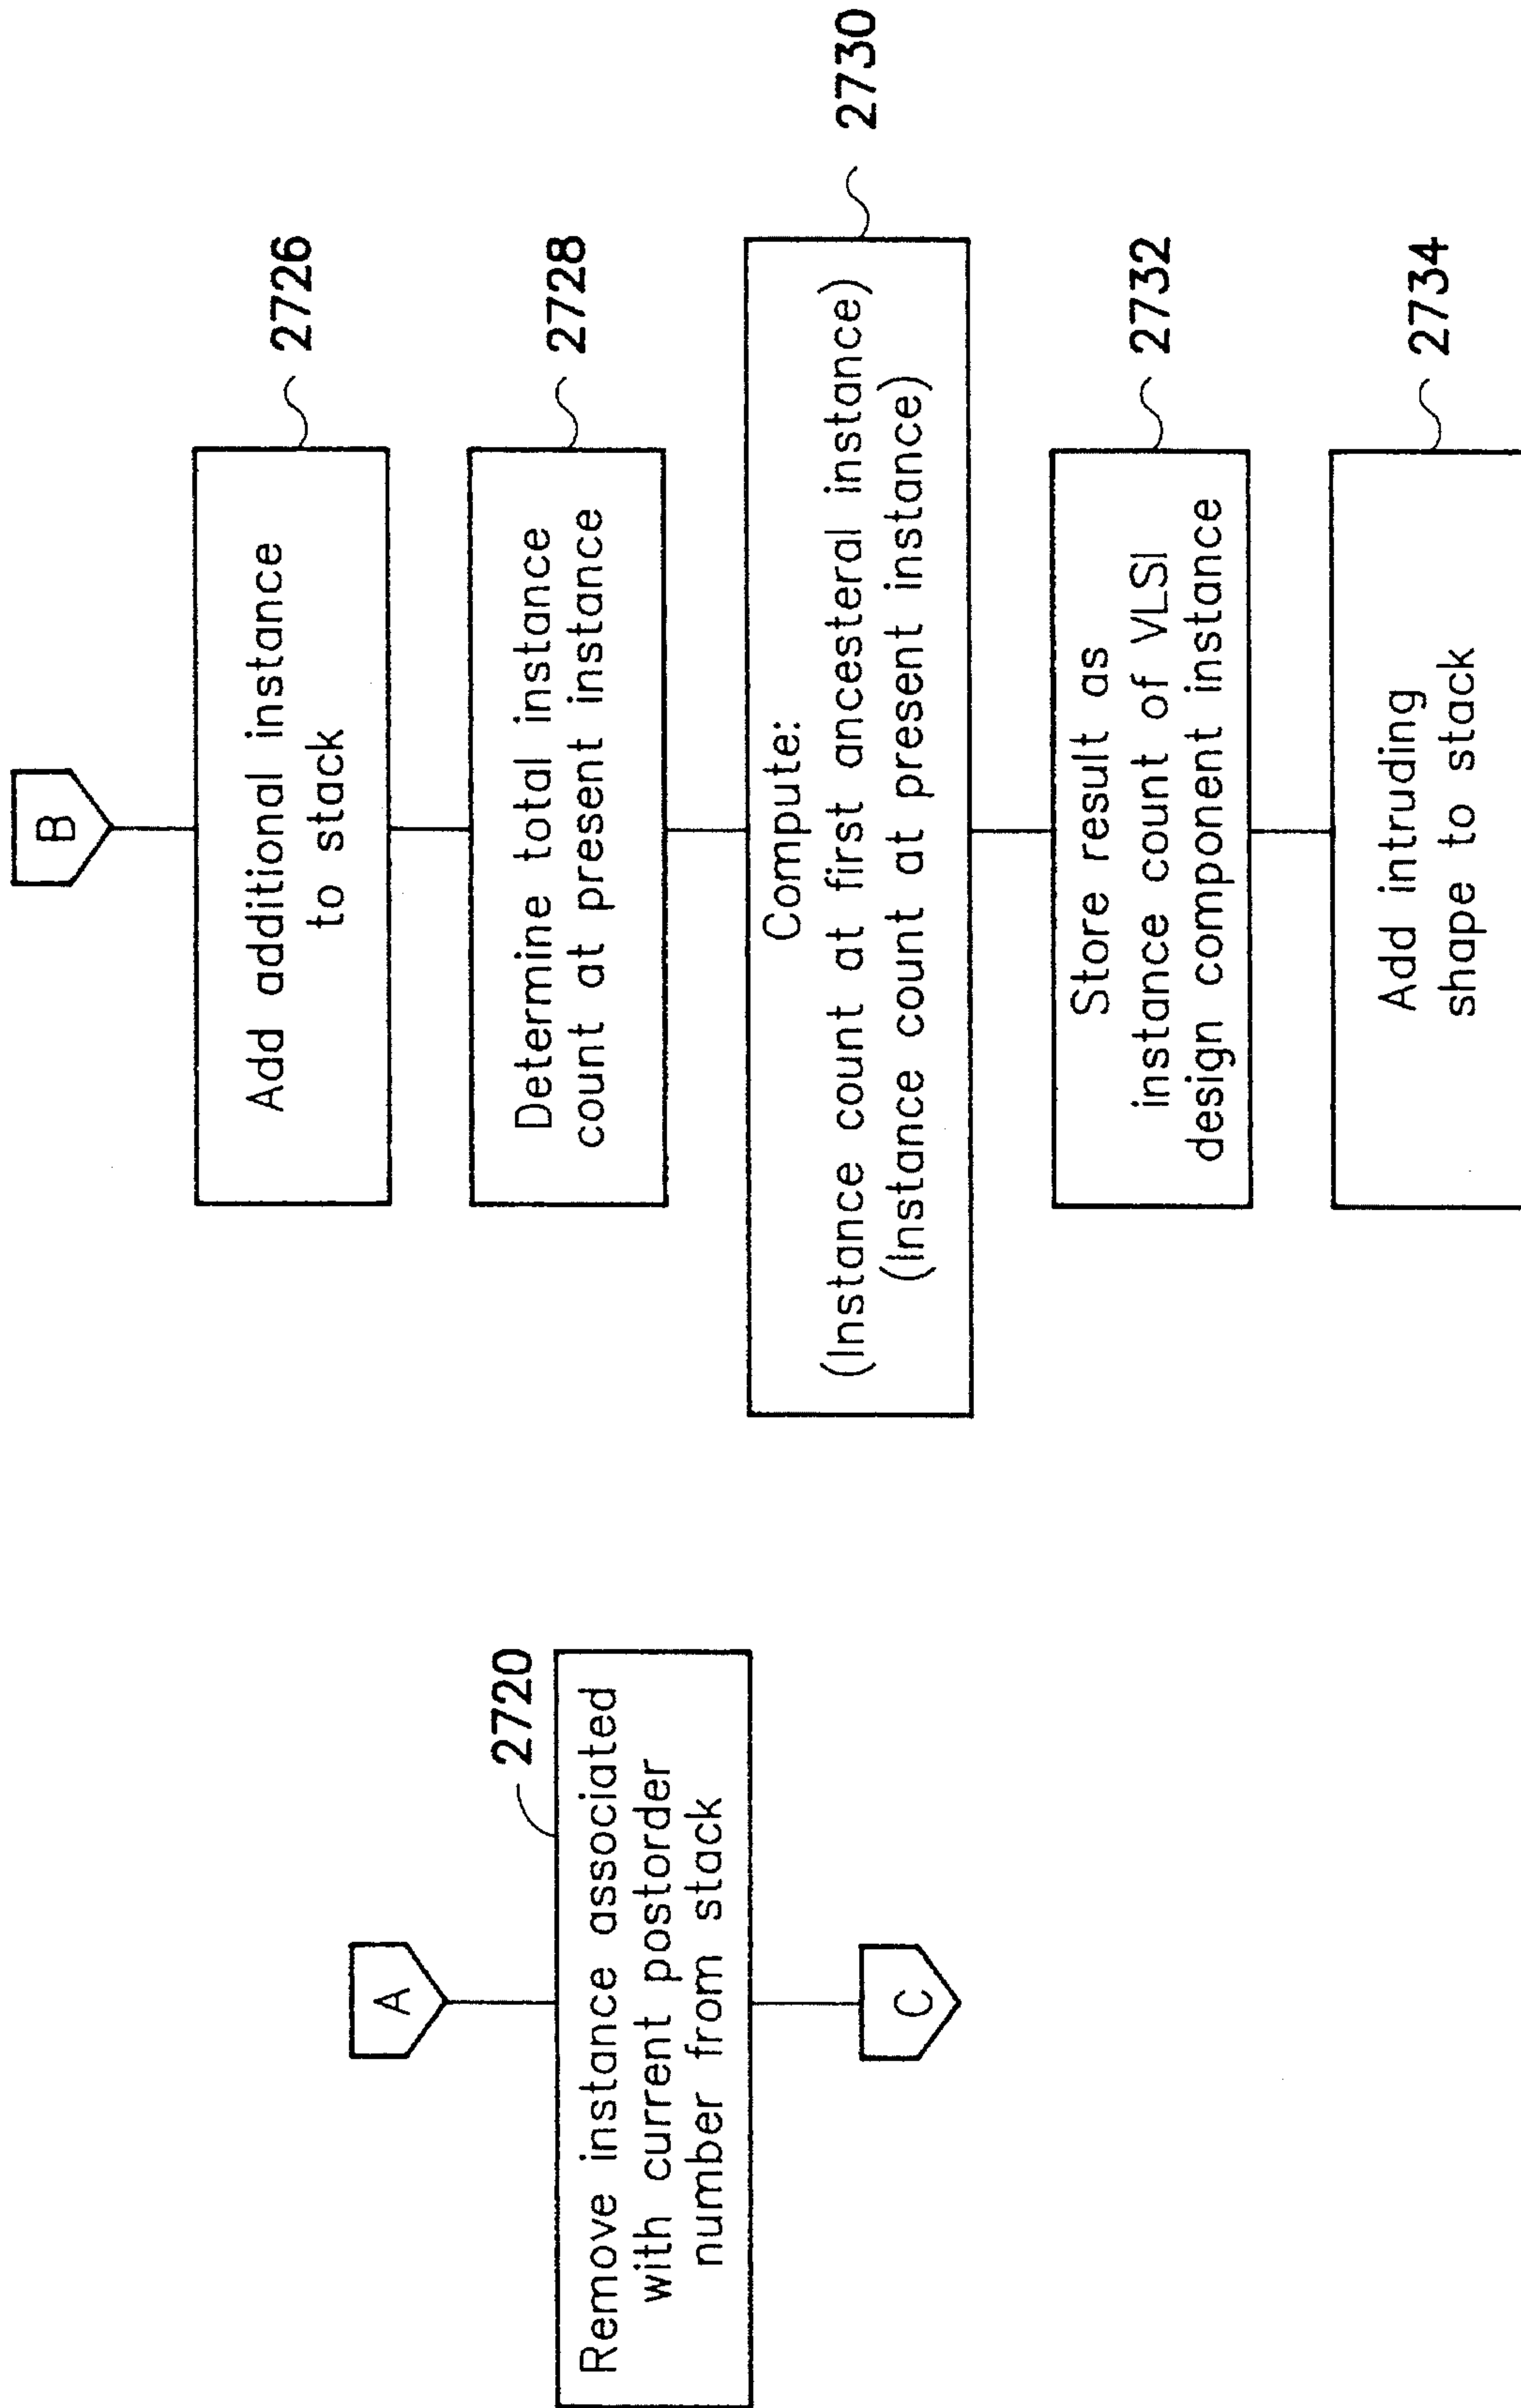 A
2720
Remove instance associated
with current postorder
number from stack
C
B
Add additional instance
to stack
2726
Determine total instance
count at present instance
2728
Compute:
(Instance count at first ancesteral instance)
(Instance count at present instance)
2730
Store result as
instance count of VLSI
design component instance
2732
Add intruding
shape to stack
2734